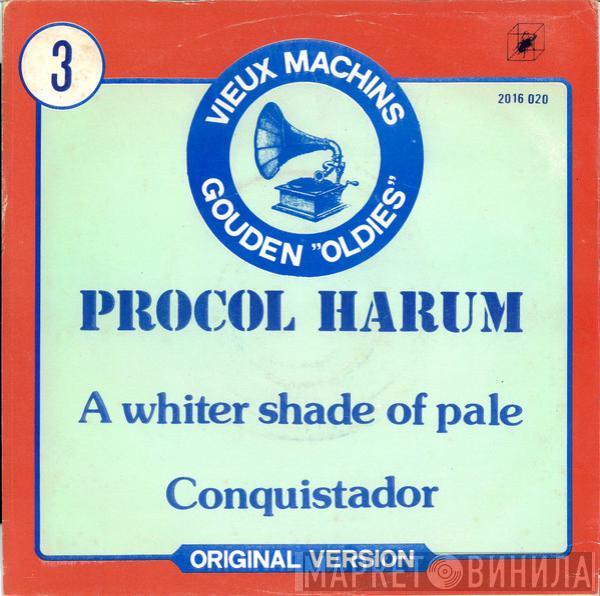 3
2016 020
VIEUX MACHINS
GOUDEN "OLDIES"
PROCOL HARUM
A whiter shade of pale
Conquistador
ORIGINAL VERSION
МАРКЕТ ВИНИЛА